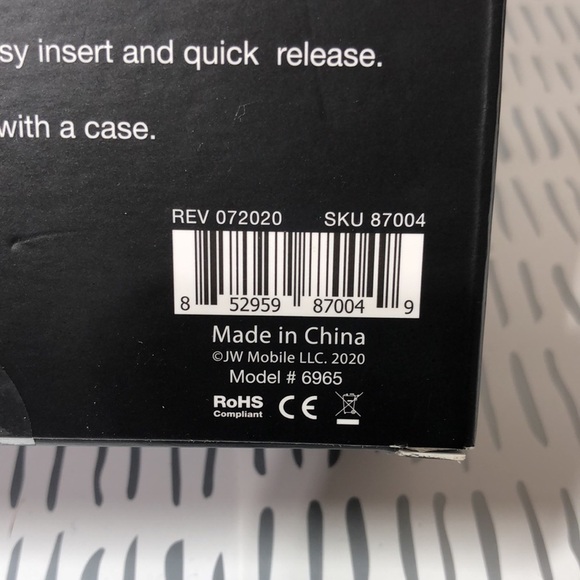 sy insert and quick release.
with a case.
REV 072020 SKU 87004
8 52959 87004 9
Made in China
©JW Mobile LLC. 2020
Model # 6965
RoHS
Compliant CE